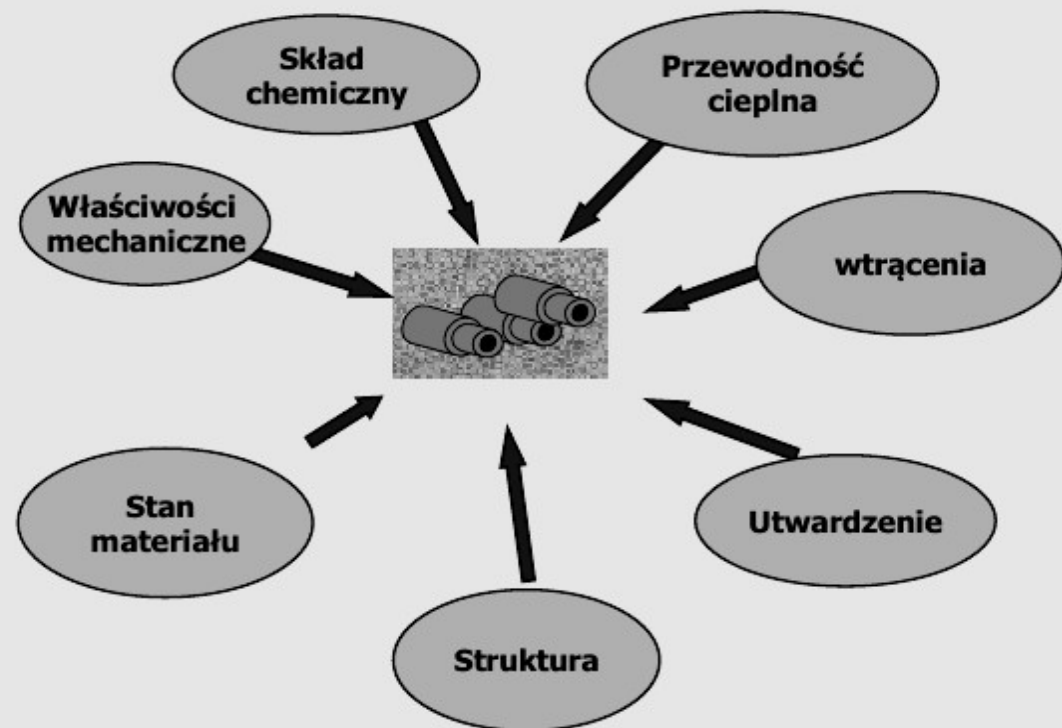 Skład
chemiczny
Przewodność
cieplna
Właściwości
mechaniczne
wtrącenia
Stan
materiału
Utwardzenie
Struktura